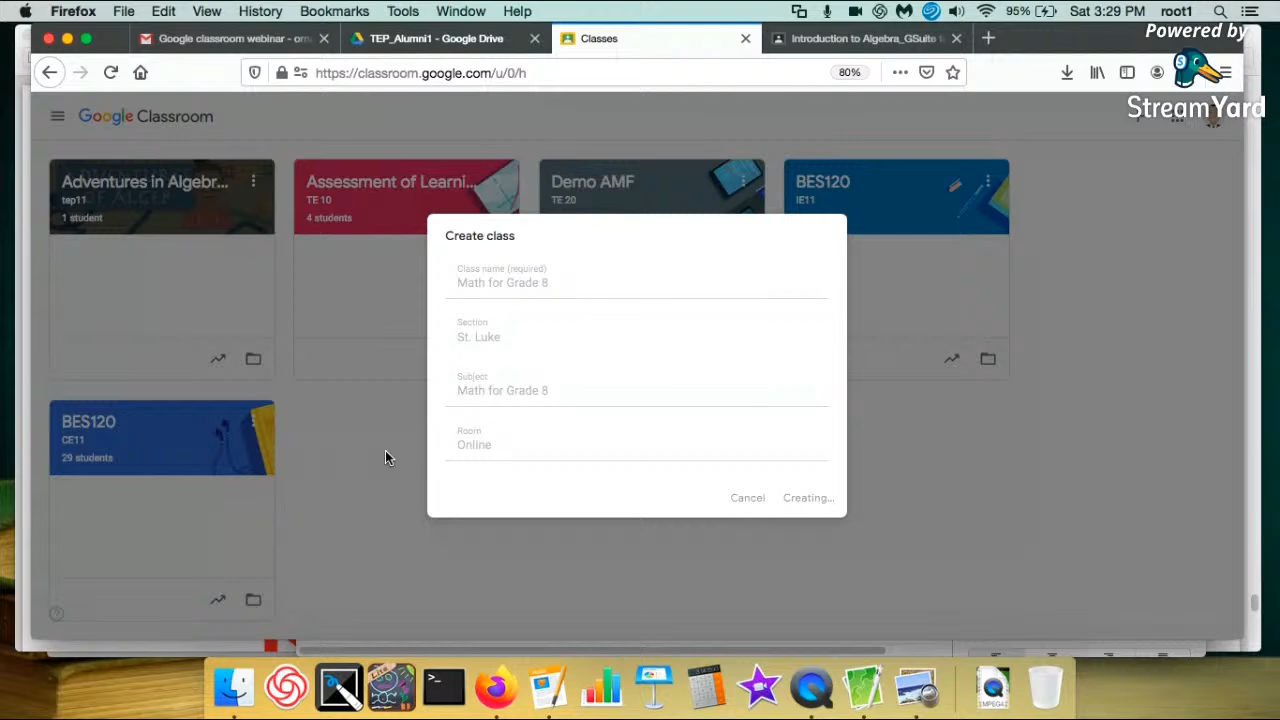 Firefox File Edit View History Bookmarks Tools Window Help 95% Sat 3:29 PM root1
Powered by
StreamYard
Google classroom webinar - orn
TEP_Alumni1 - Google Drive
Classes
Introduction to Algebra_GSuite f
https://classroom.google.com/u/0/h
80%
Google Classroom
Adventures in Algebr...
tep11
1 student
Assessment of Learni...
TE 10
4 students
Demo AMF
TE 20
BES120
IE11
Create class
Class name (required)
Math for Grade 8
Section
St. Luke
Subject
Math for Grade 8
Room
Online
Cancel Creating...
BES120
CE11
29 students